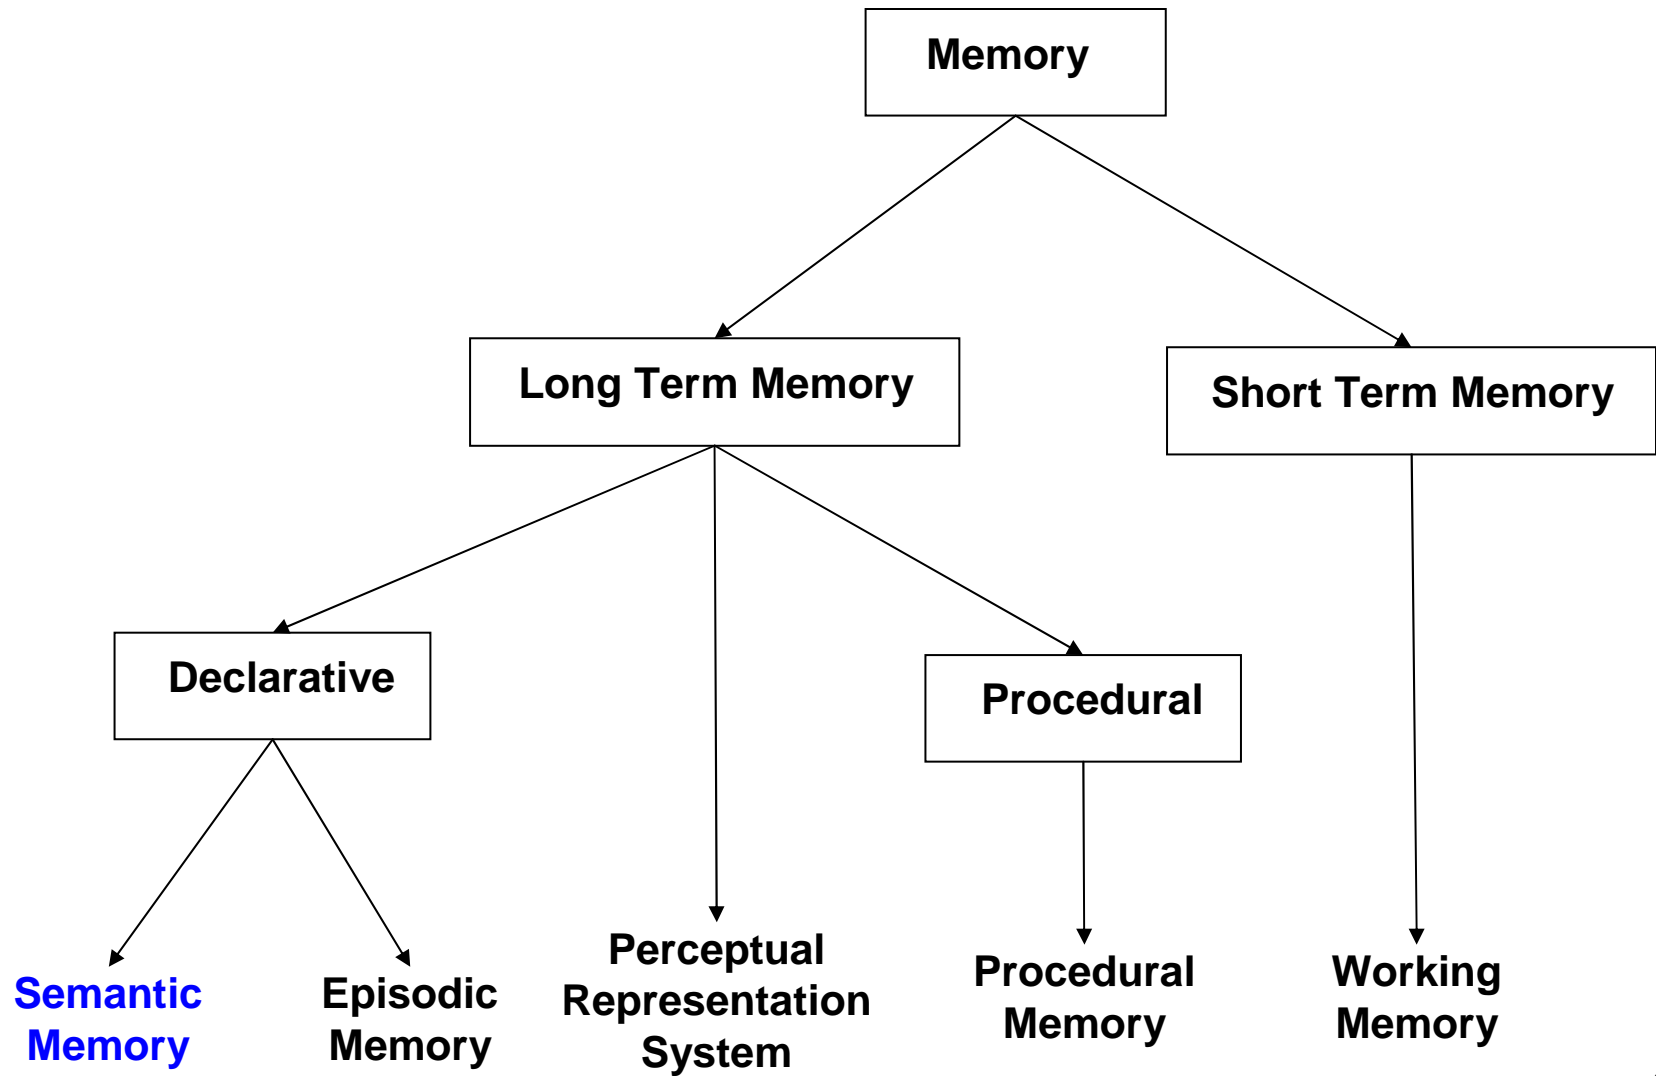 Memory
Long Term Memory
Short Term Memory
Declarative
Procedural
Semantic
Memory
Episodic
Memory
Perceptual
Representation
System
Procedural
Memory
Working
Memory